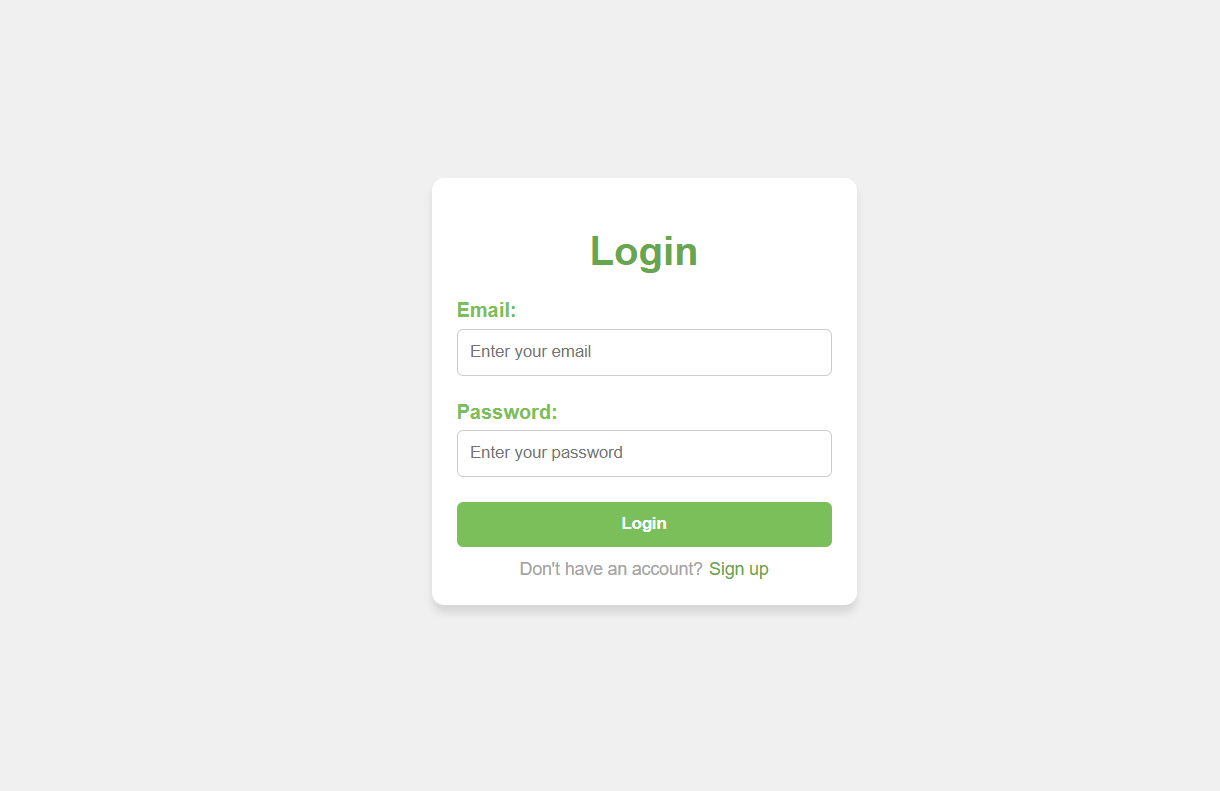 Login
Email:
Enter your email
Password:
Enter your password
Login
Don't have an account? Sign up